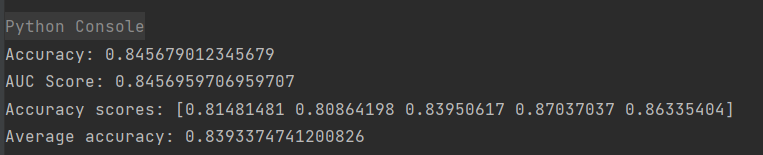 Python Console
Accuracy: 0.845679012345679
AUC Score: 0.8456959706959707
Accuracy scores: [0.81481481 0.80864198 0.83950617 0.87037037 0.86335404]
Average accuracy: 0.8393374741200826